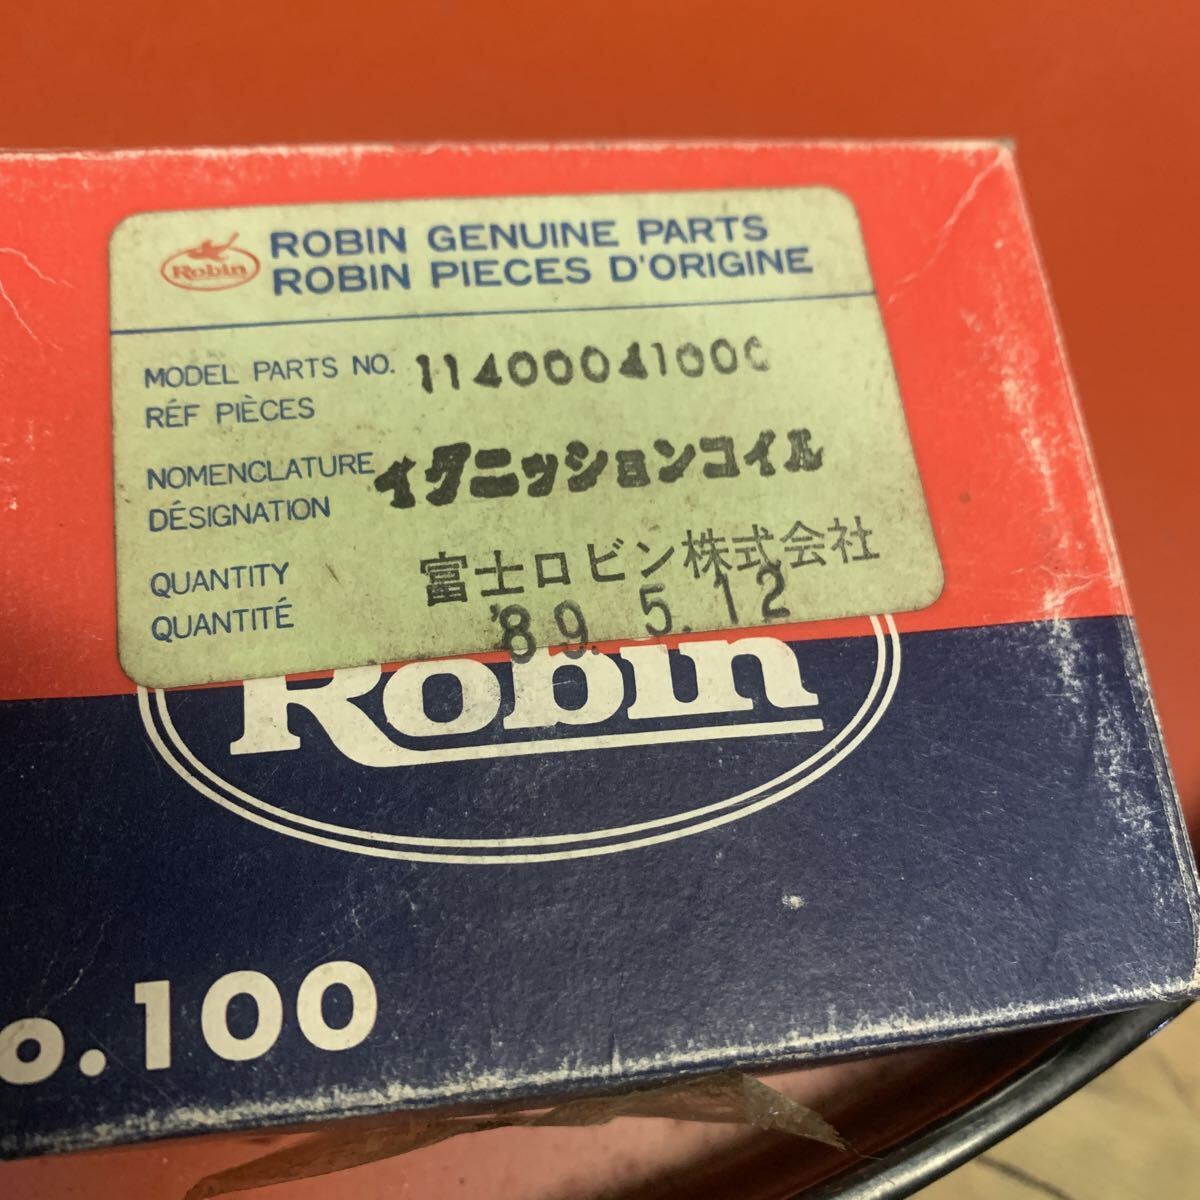 Robin
ROBIN GENUINE PARTS
ROBIN PIECES D'ORIGINE
MODEL PARTS NO. 11400041000
RÉF PIÈCES
NOMENCLATURE イグニッションコイル
DÉSIGNATION
QUANTITY 富士ロビン株式会社
QUANTITÉ '89. 5. 12
Robin
o.100